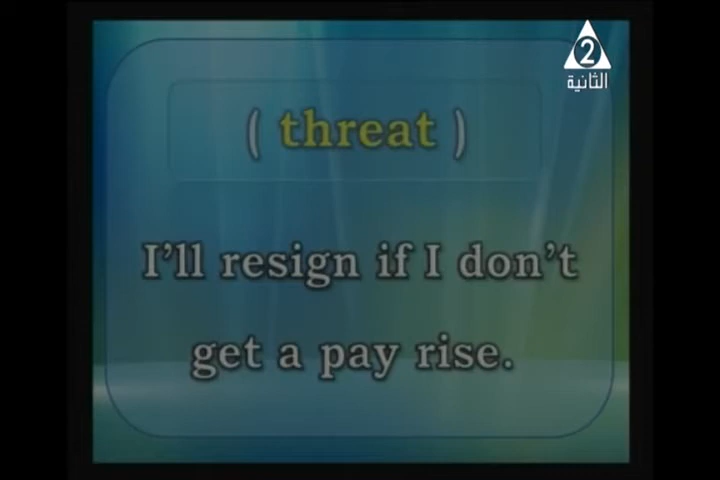 2
الثانية
( threat )
I'll resign if I don't
get a pay rise.